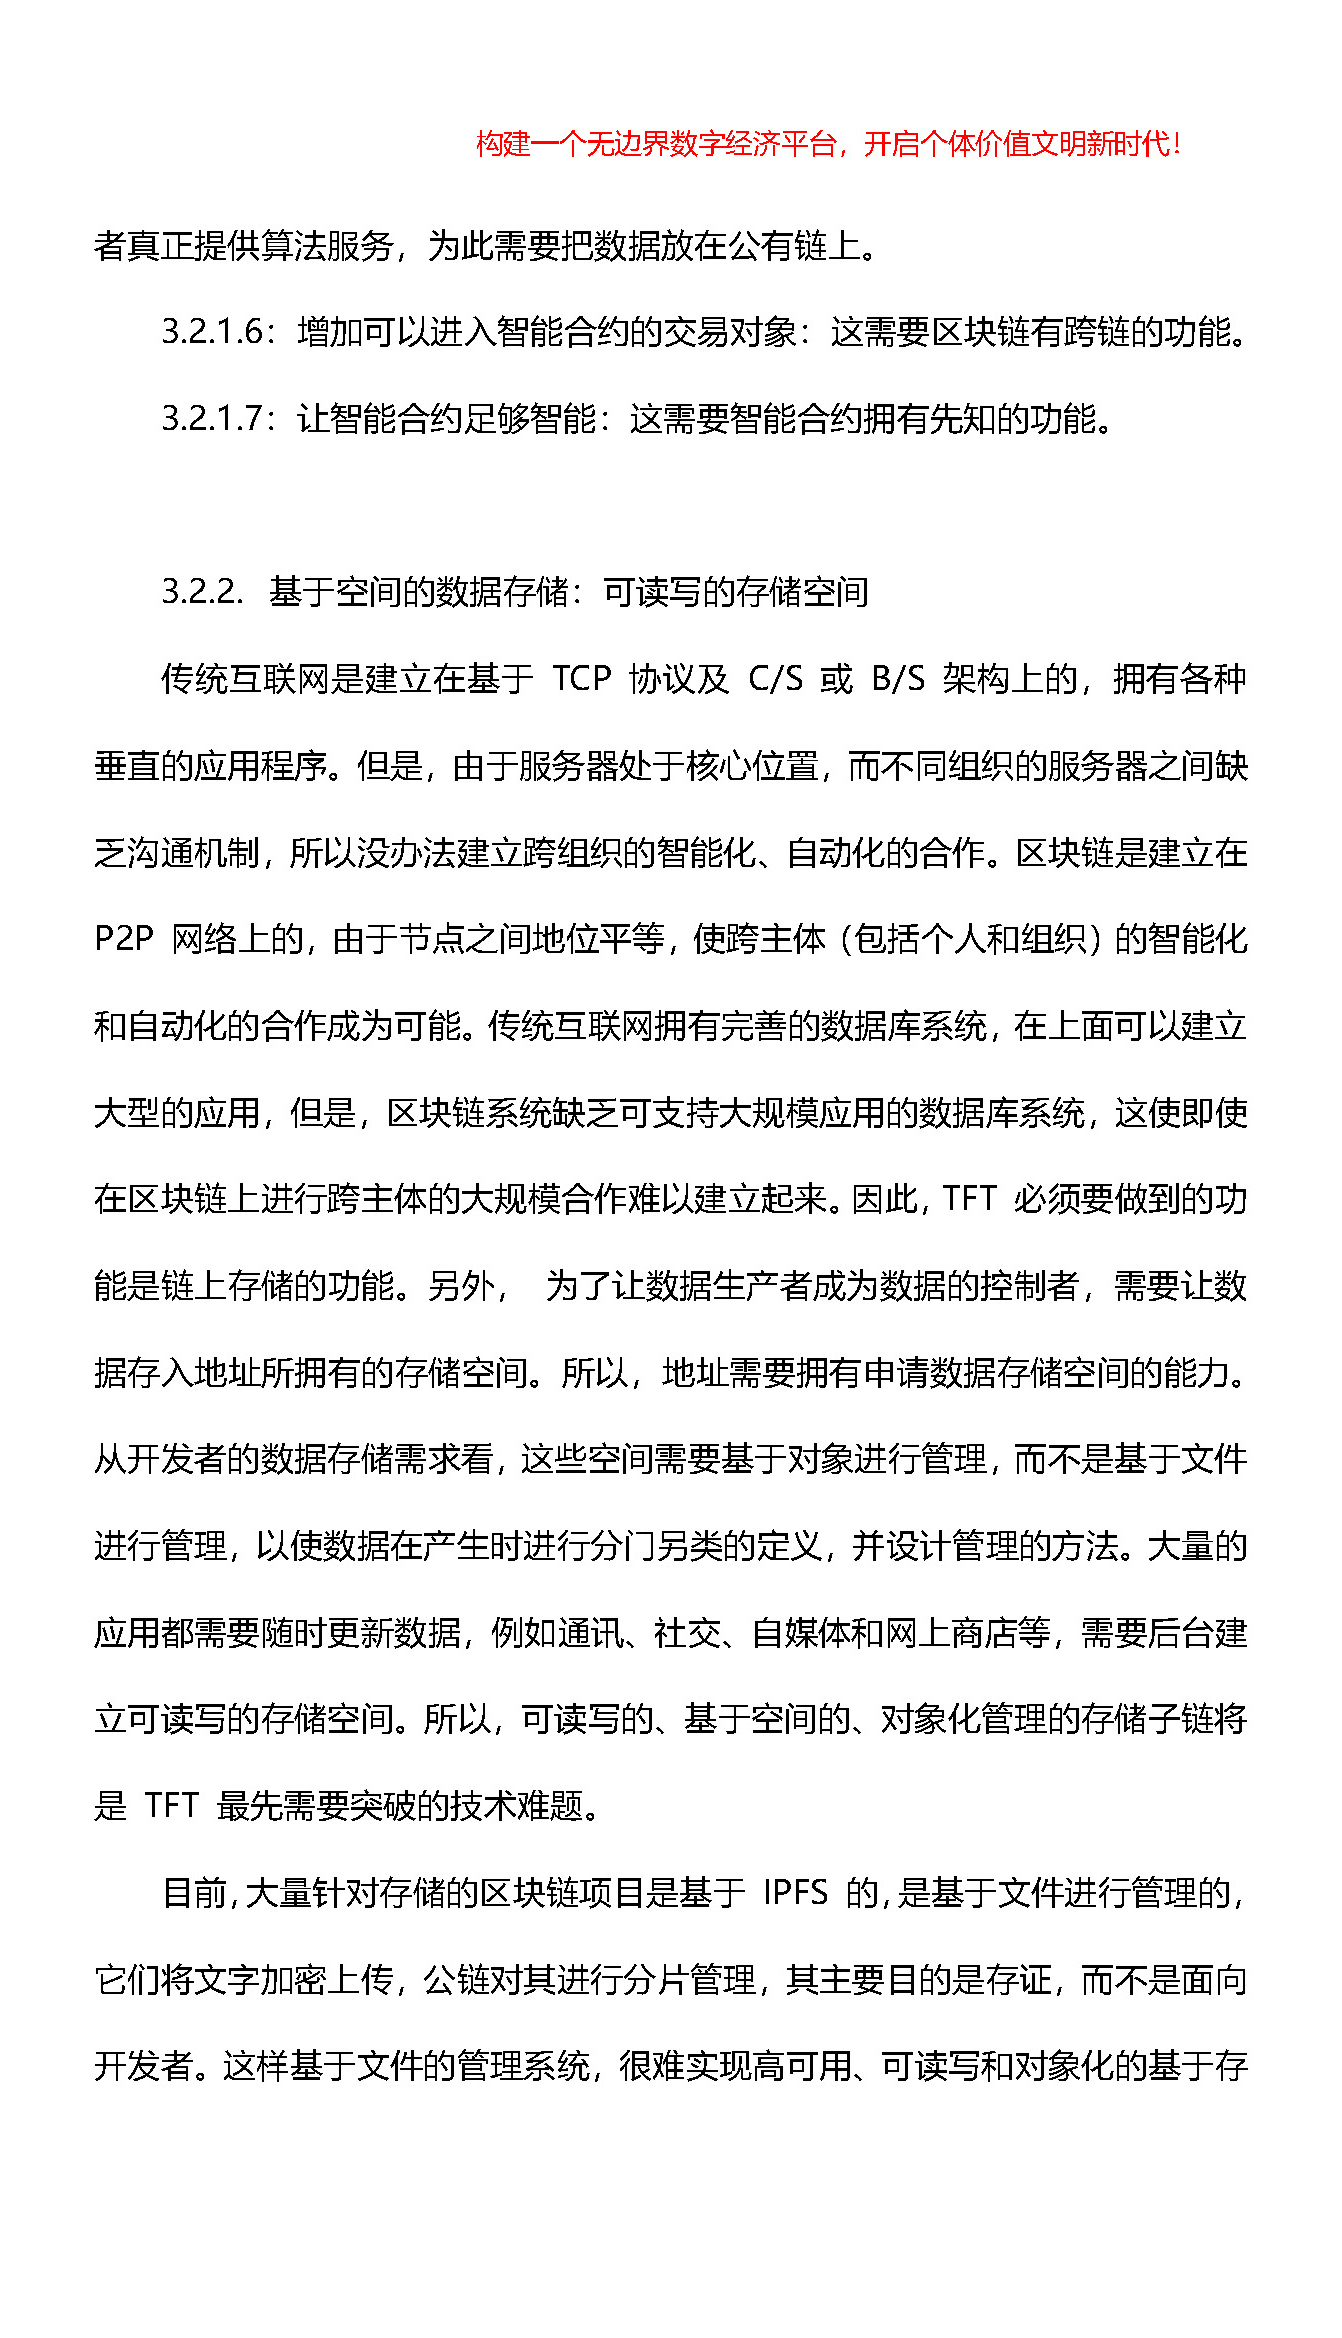 构建一个无边界数字经济平台，开启个体价值文明新时代！
者真正提供算法服务，为此需要把数据放在公有链上。
3.2.1.6：增加可以进入智能合约的交易对象：这需要区块链有跨链的功能。
3.2.1.7：让智能合约足够智能：这需要智能合约拥有先知的功能。
3.2.2. 基于空间的数据存储：可读写的存储空间
传统互联网是建立在基于 TCP 协议及 C/S 或 B/S 架构上的，拥有各种
垂直的应用程序。但是，由于服务器处于核心位置，而不同组织的服务器之间缺
乏沟通机制，所以没办法建立跨组织的智能化、自动化的合作。区块链是建立在
P2P 网络上的，由于节点之间地位平等，使跨主体（包括个人和组织）的智能化
和自动化的合作成为可能。传统互联网拥有完善的数据库系统，在上面可以建立
大型的应用，但是，区块链系统缺乏可支持大规模应用的数据库系统，这使即使
在区块链上进行跨主体的大规模合作难以建立起来。因此，TFT 必须要做到的功
能是链上存储的功能。另外， 为了让数据生产者成为数据的控制者，需要让数
据存入地址所拥有的存储空间。所以，地址需要拥有申请数据存储空间的能力。
从开发者的数据存储需求看，这些空间需要基于对象进行管理，而不是基于文件
进行管理，以使数据在产生时进行分门另类的定义，并设计管理的方法。大量的
应用都需要随时更新数据，例如通讯、社交、自媒体和网上商店等，需要后台建
立可读写的存储空间。所以，可读写的、基于空间的、对象化管理的存储子链将
是 TFT 最先需要突破的技术难题。
目前，大量针对存储的区块链项目是基于 IPFS 的，是基于文件进行管理的，
它们将文字加密上传，公链对其进行分片管理，其主要目的是存证，而不是面向
开发者。这样基于文件的管理系统，很难实现高可用、可读写和对象化的基于存